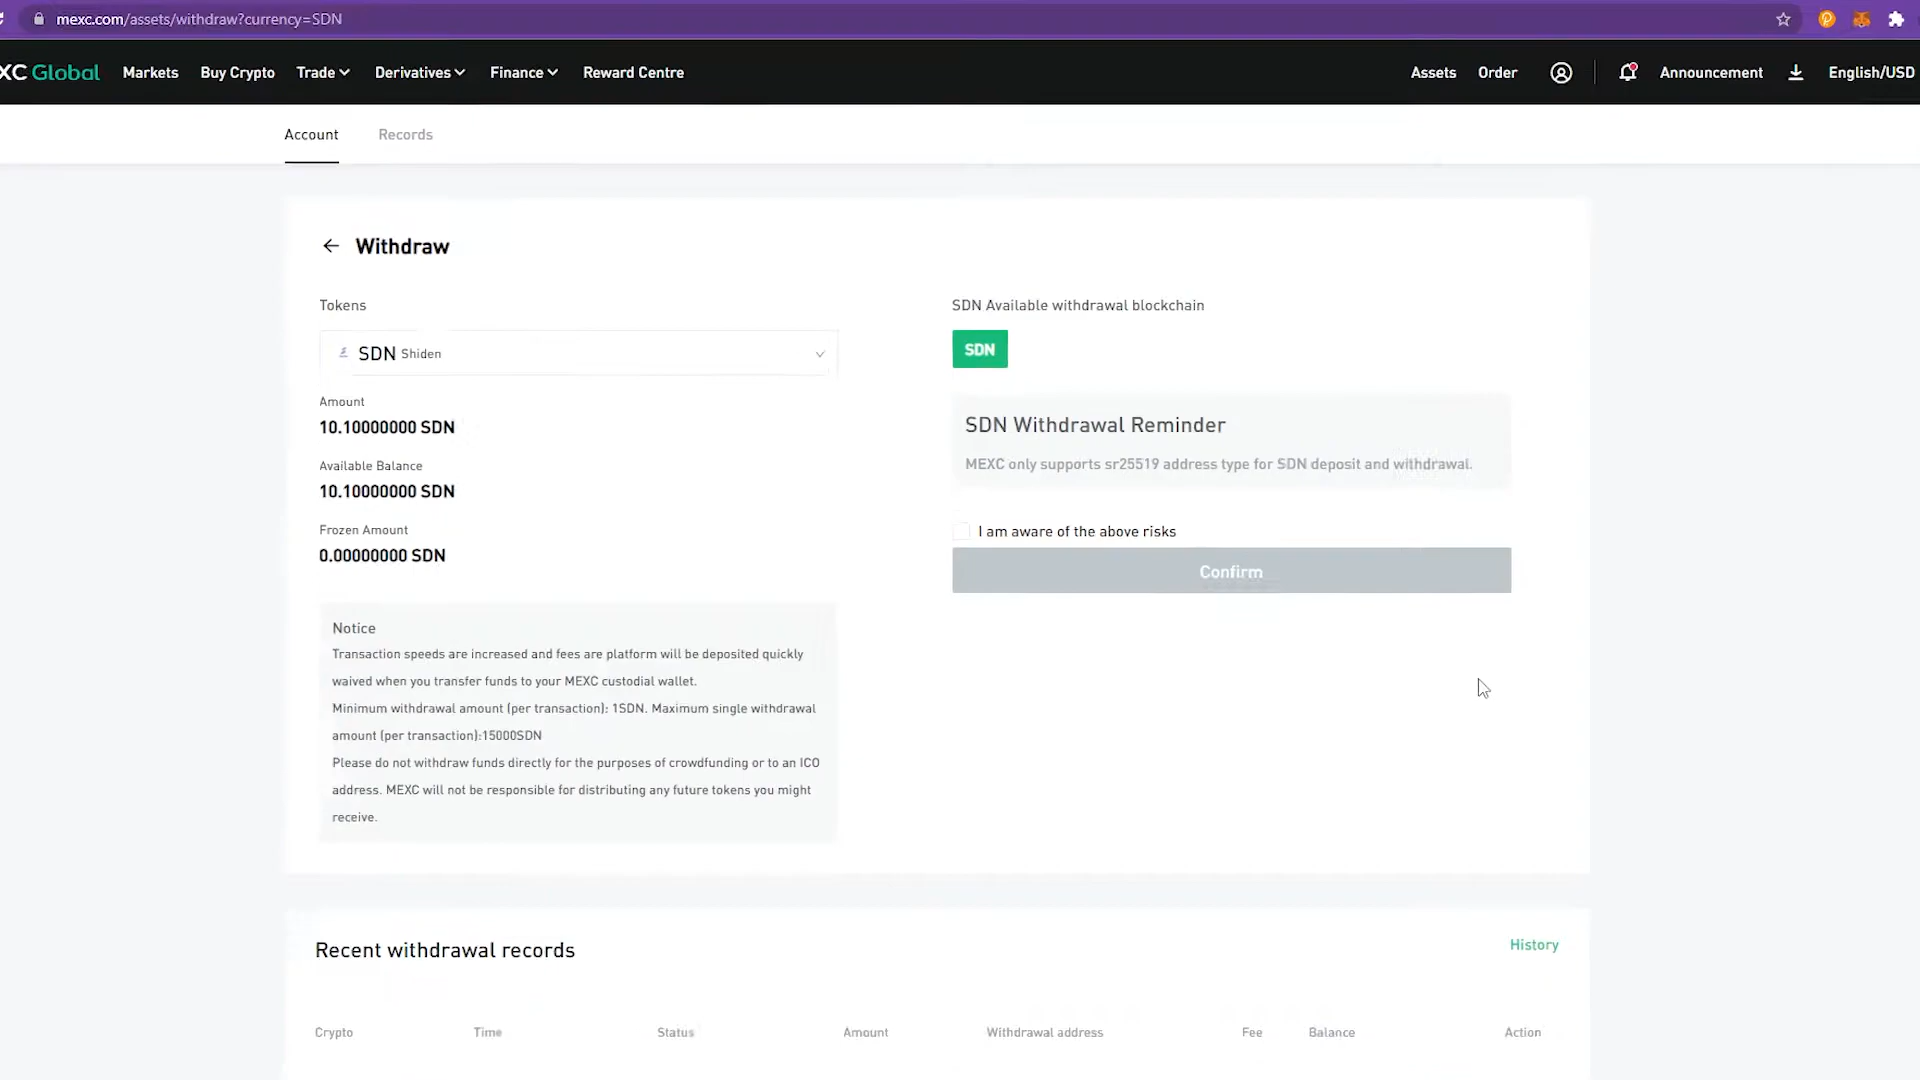 mexc.com/assets/withdraw?currency=SDN
XC Global Markets Buy Crypto Trade Derivatives Finance Reward Centre Assets Order Announcement English/USD
Account Records
Withdraw
Tokens
SDN Shiden
Amount
10.10000000 SDN
Available Balance
10.10000000 SDN
Frozen Amount
0.00000000 SDN
Notice
Transaction speeds are increased and fees are platform will be deposited quickly
waived when you transfer funds to your MEXC custodial wallet.
Minimum withdrawal amount (per transaction): 1SDN. Maximum single withdrawal
amount (per transaction):15000SDN
Please do not withdraw funds directly for the purposes of crowdfunding or to an ICO
address. MEXC will not be responsible for distributing any future tokens you might
receive.
SDN Available withdrawal blockchain
SDN
SDN Withdrawal Reminder
MEXC only supports sr25519 address type for SDN deposit and withdrawal.
I am aware of the above risks
Confirm
Recent withdrawal records
History
Crypto Time Status Amount Withdrawal address Fee Balance Action